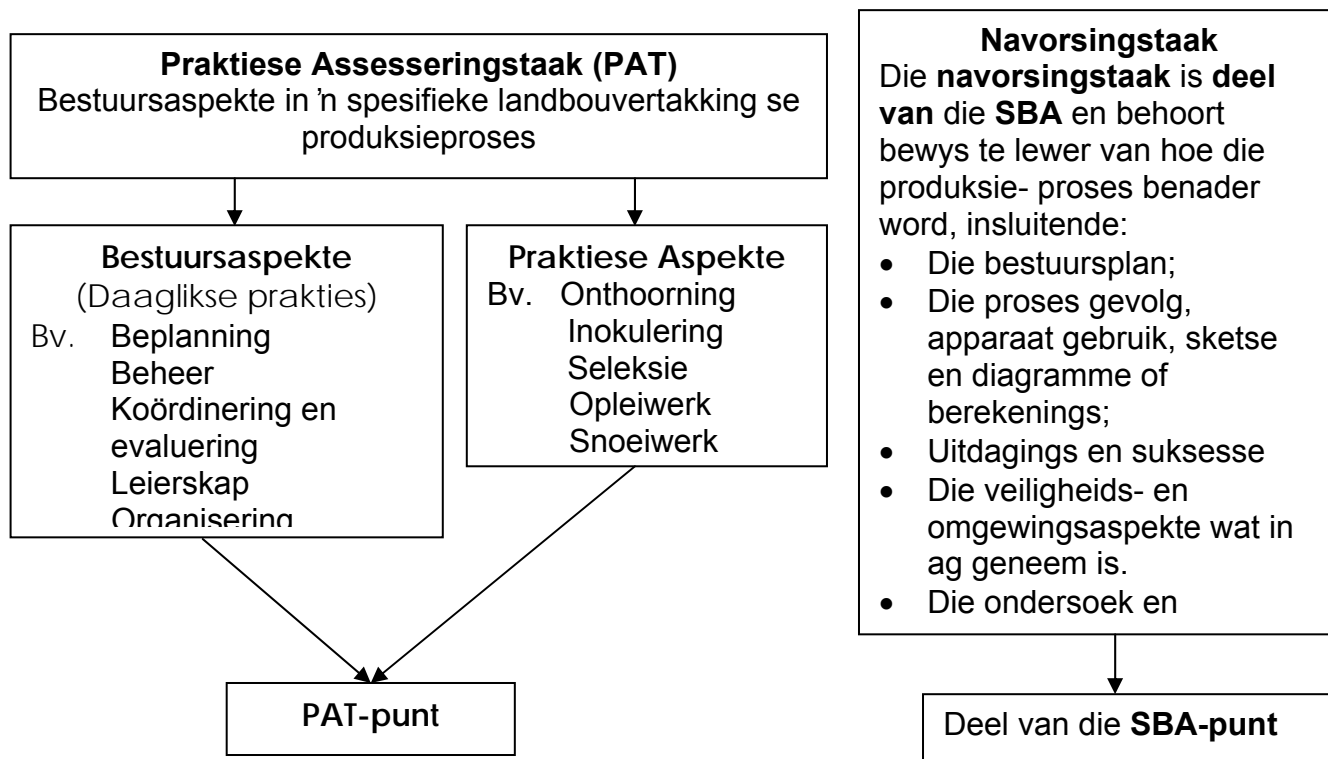 Praktiese Assesseringstaak (PAT)
Bestuursaspekte in 'n spesifieke landbouvertakking se
produksieproses
Bestuursaspekte
(Daaglikse prakties)
Bv. Beplanning
Beheer
Koördinering en
evaluering
Leierskap
Organisering
Praktiese Aspekte
Bv. Onthoorning
Inokulering
Seleksie
Opleiwerk
Snoeiwerk
PAT-punt
Navorsingstaak
Die navorsingstaak is deel
van die SBA en behoort
bewys te lewer van hoe die
produksie- proses benader
word, insluitende:
• Die bestuursplan;
• Die proses gevolg,
apparaat gebruik, sketse
en diagramme of
berekenings;
• Uitdagings en suksesse
• Die veiligheids- en
omgewingsaspekte wat in
ag geneem is.
• Die ondersoek en
Deel van die SBA-punt